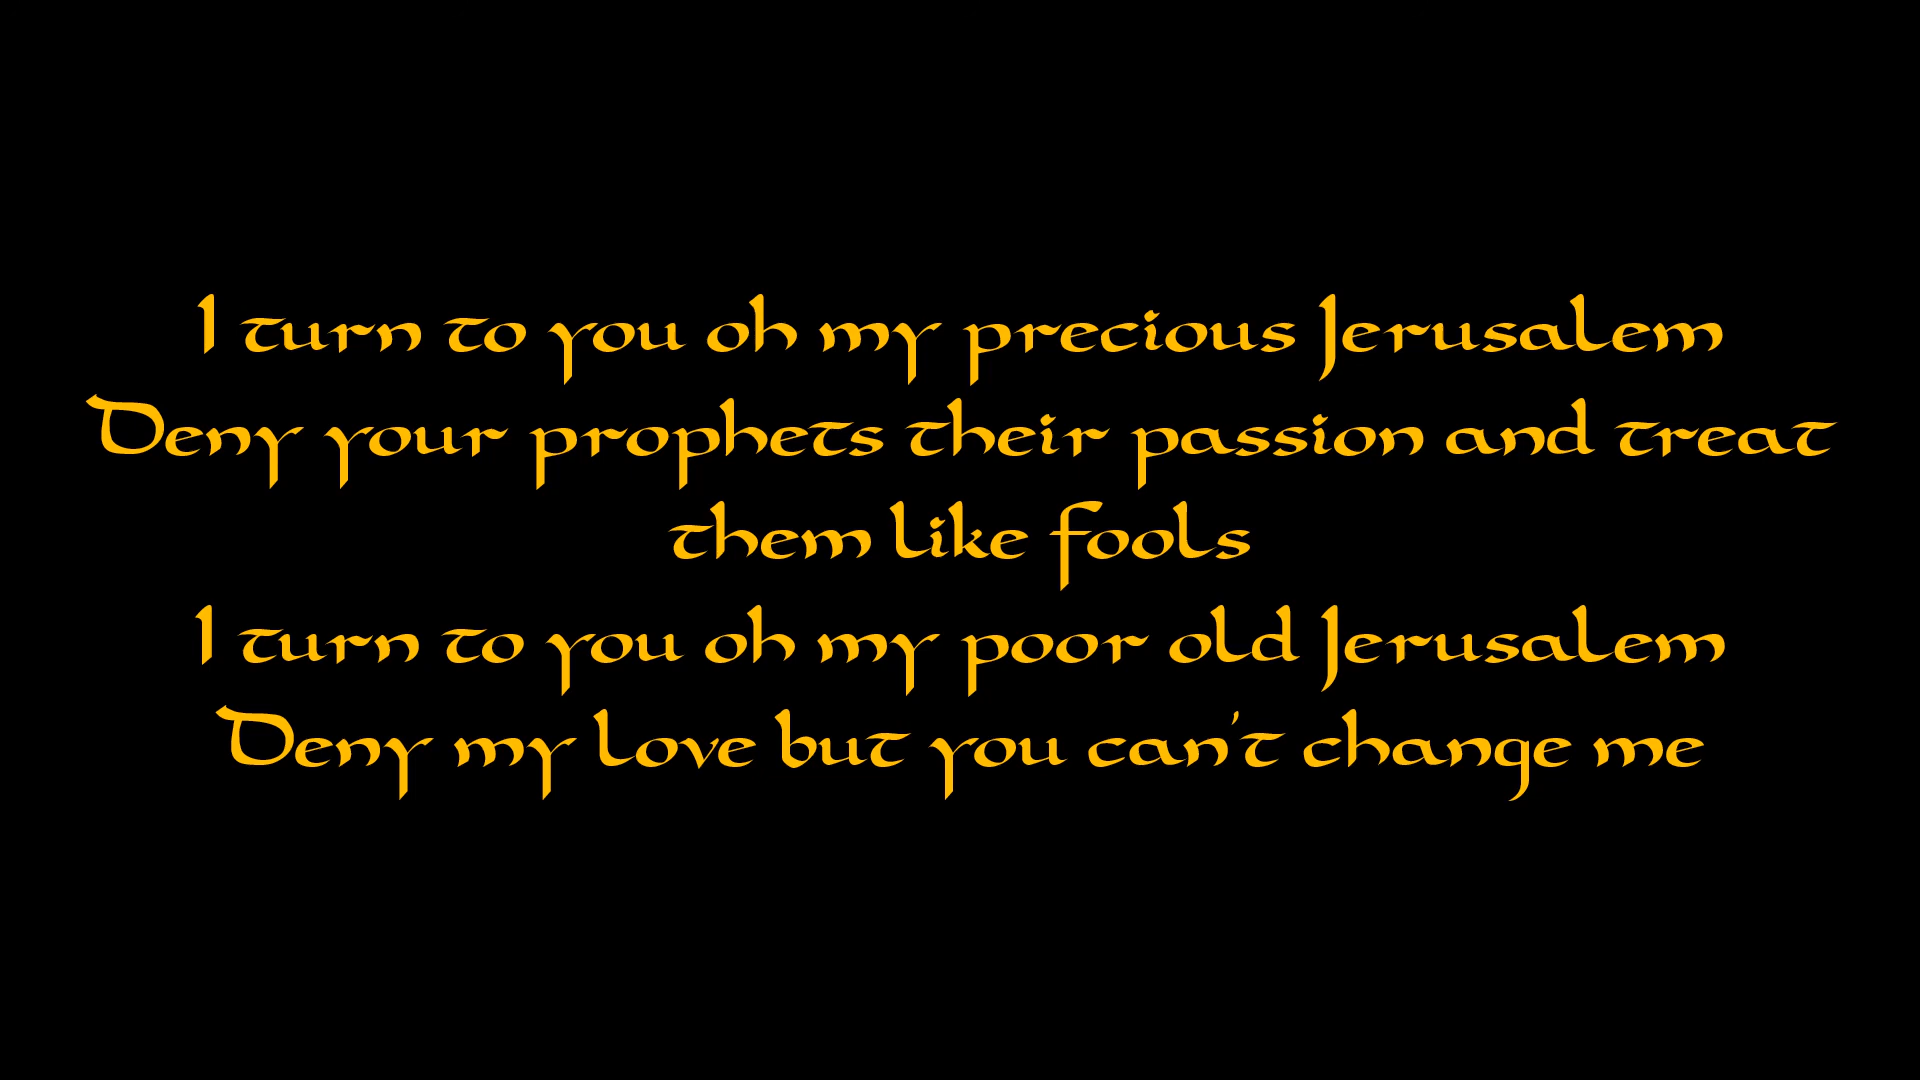 I turn to you oh my precious Jerusalem
Deny your prophets their passion and treat
them like fools
I turn to you oh my poor old Jerusalem
Deny my love but you can't change me